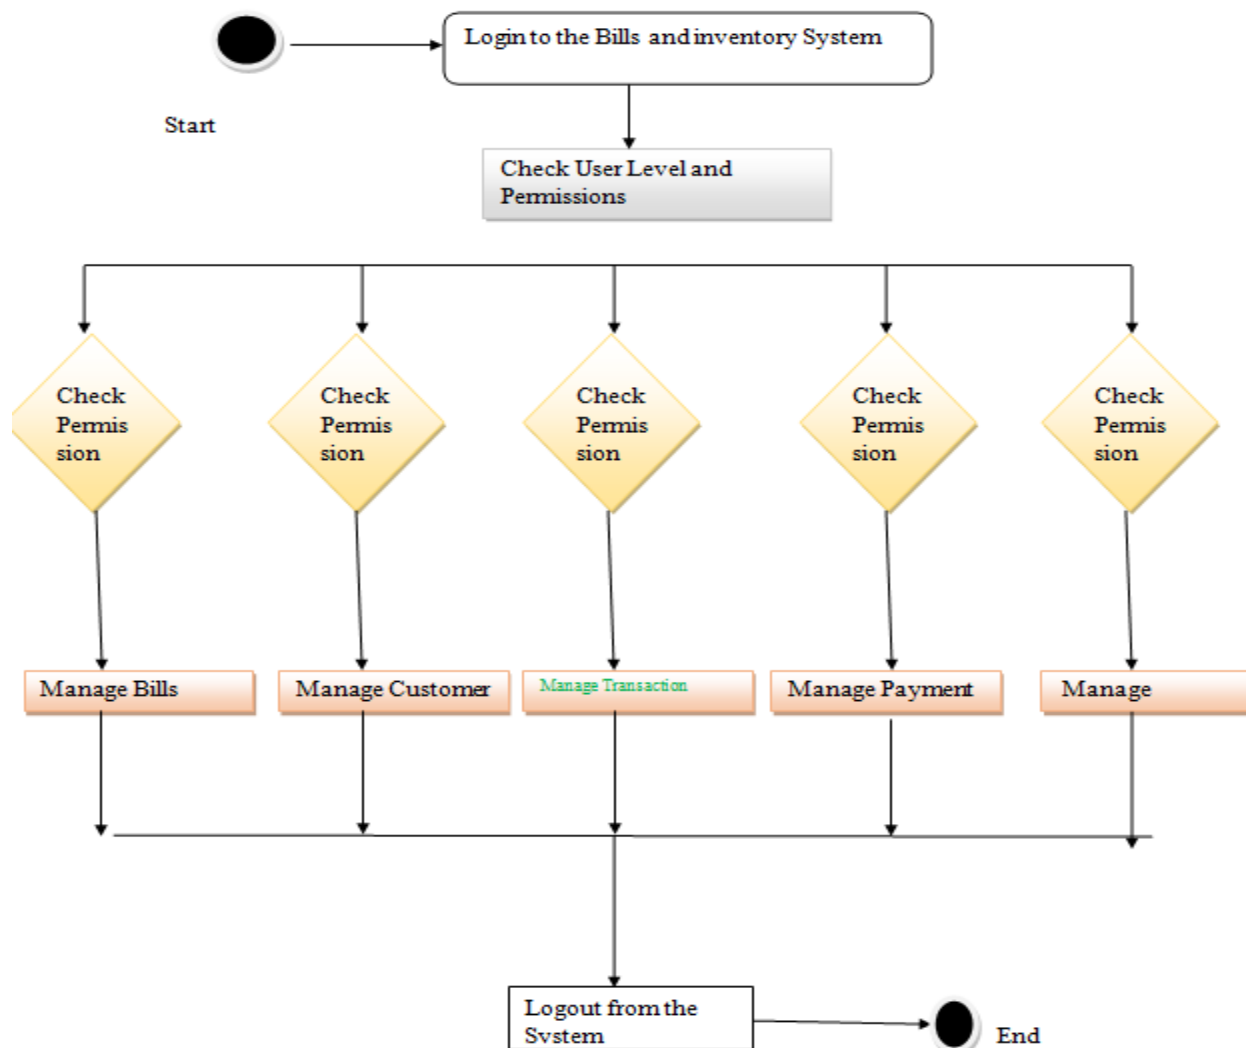 Login to the Bills and inventory System
Start
Check User Level and
Permissions
Check
Permis
sion
Check
Permis
sion
Check
Permis
sion
Check
Permis
sion
Check
Permis
sion
Manage Bills
Manage Customer
Manage Transaction
Manage Payment
Manage
Logout from the
System
End